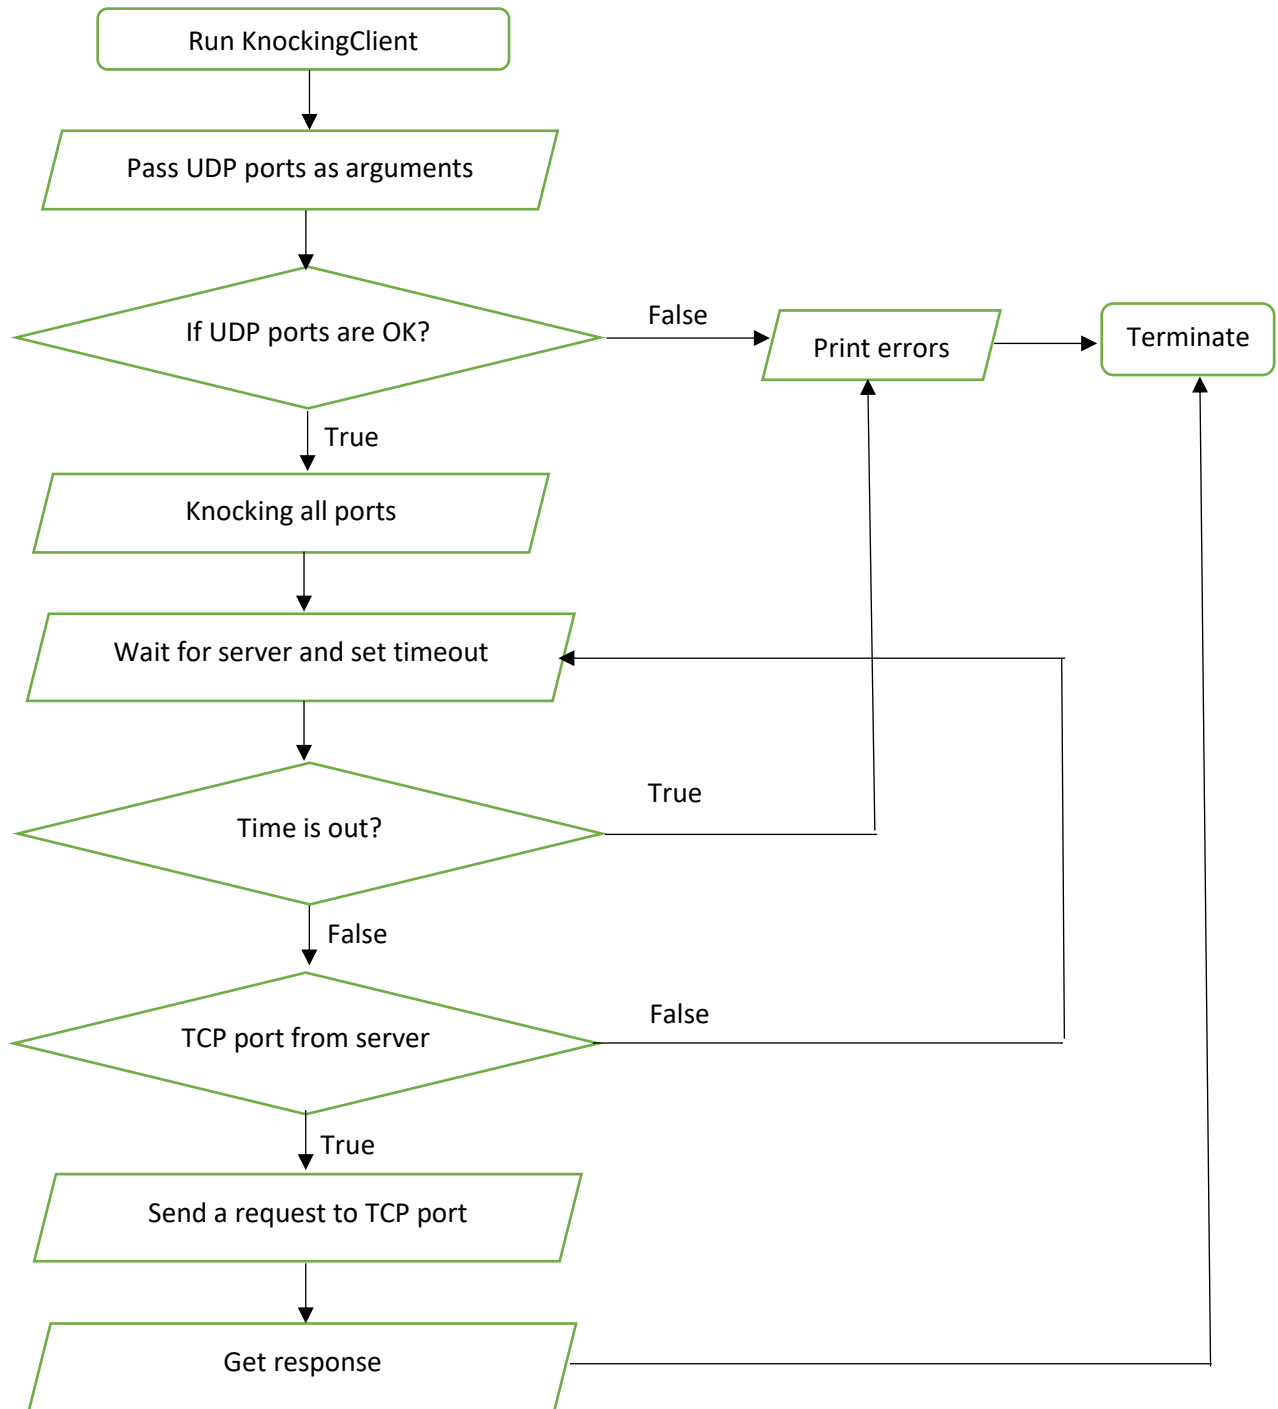 Run KnockingClient
Pass UDP ports as arguments
If UDP ports are OK?
False
Print errors
Terminate
True
Knocking all ports
Wait for server and set timeout
Time is out?
True
False
TCP port from server
False
True
Send a request to TCP port
Get response